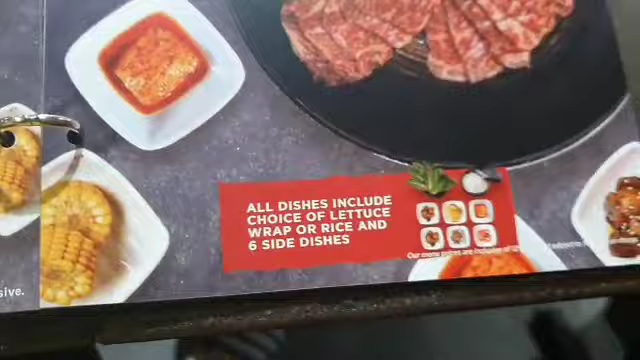 ALL DISHES INCLUDE
CHOICE OF LETTUCE
WRAP OR RICE AND
6 SIDE DISHES
Our menu prices are inclusive of
sive.